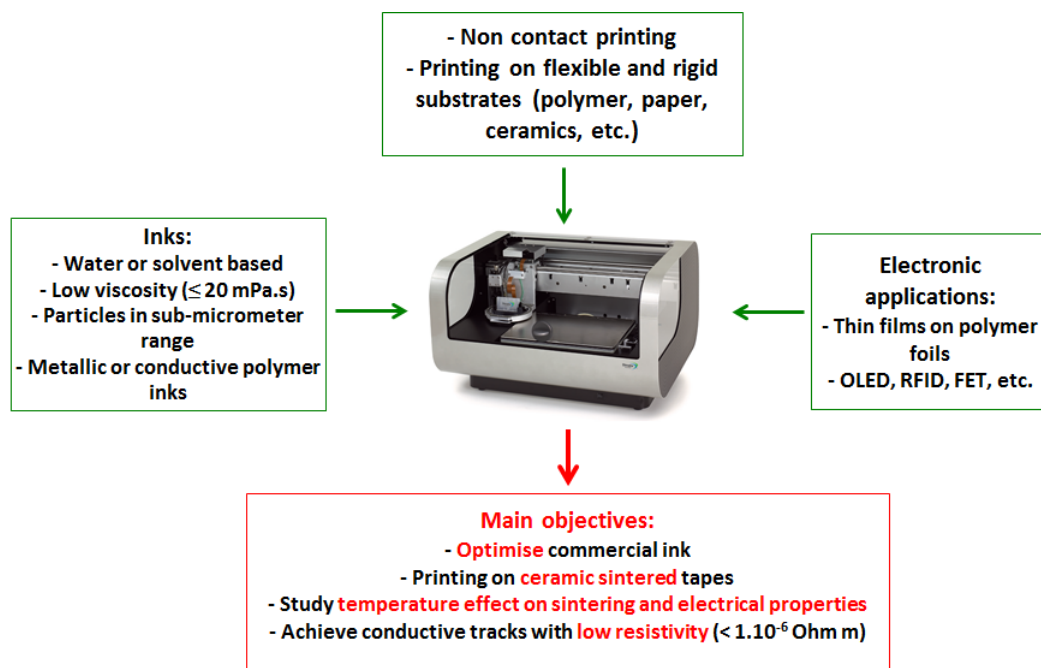 - Non contact printing
- Printing on flexible and rigid
substrates (polymer, paper,
ceramics, etc.)
Inks:
- Water or solvent based
- Low viscosity (≤ 20 mPa.s)
- Particles in sub-micrometer
range
- Metallic or conductive polymer
inks
Electronic
applications:
- Thin films on polymer
foils
- OLED, RFID, FET, etc.
Main objectives:
- Optimise commercial ink
- Printing on ceramic sintered tapes
- Study temperature effect on sintering and electrical properties
- Achieve conductive tracks with low resistivity (< 1.10⁻⁶ Ohm m)